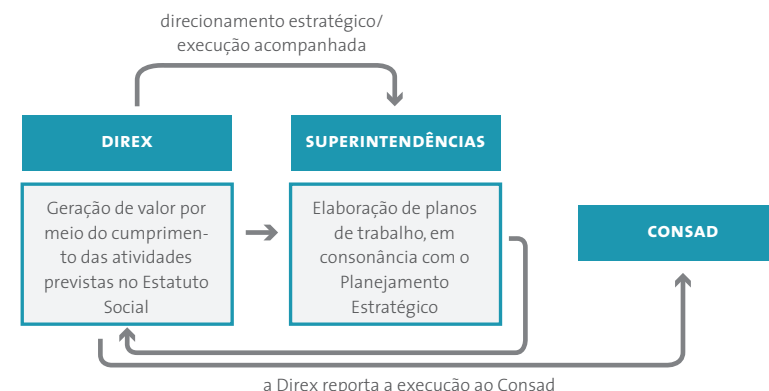 direcionamento estratégico/
execução acompanhada
DIREX
SUPERINTENDÊNCIAS
Geração de valor por
meio do cumprimen-
to das atividades
previstas no Estatuto
Social
Elaboração de planos
de trabalho, em
consonância com o
Planejamento
Estratégico
CONSAD
a Direx reporta a execução ao Consad